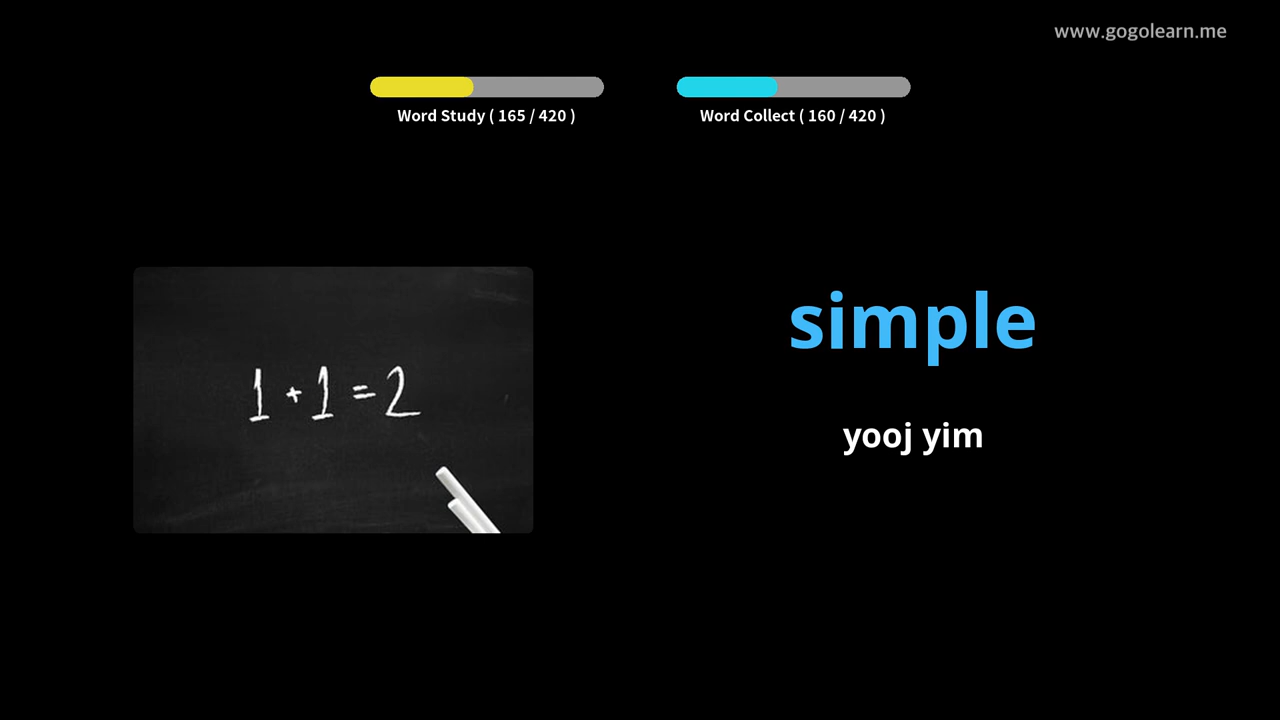 www.gogolearn.me
Word Study ( 165 / 420 )
Word Collect ( 160 / 420 )
1 + 1 = 2
simple
yooj yim